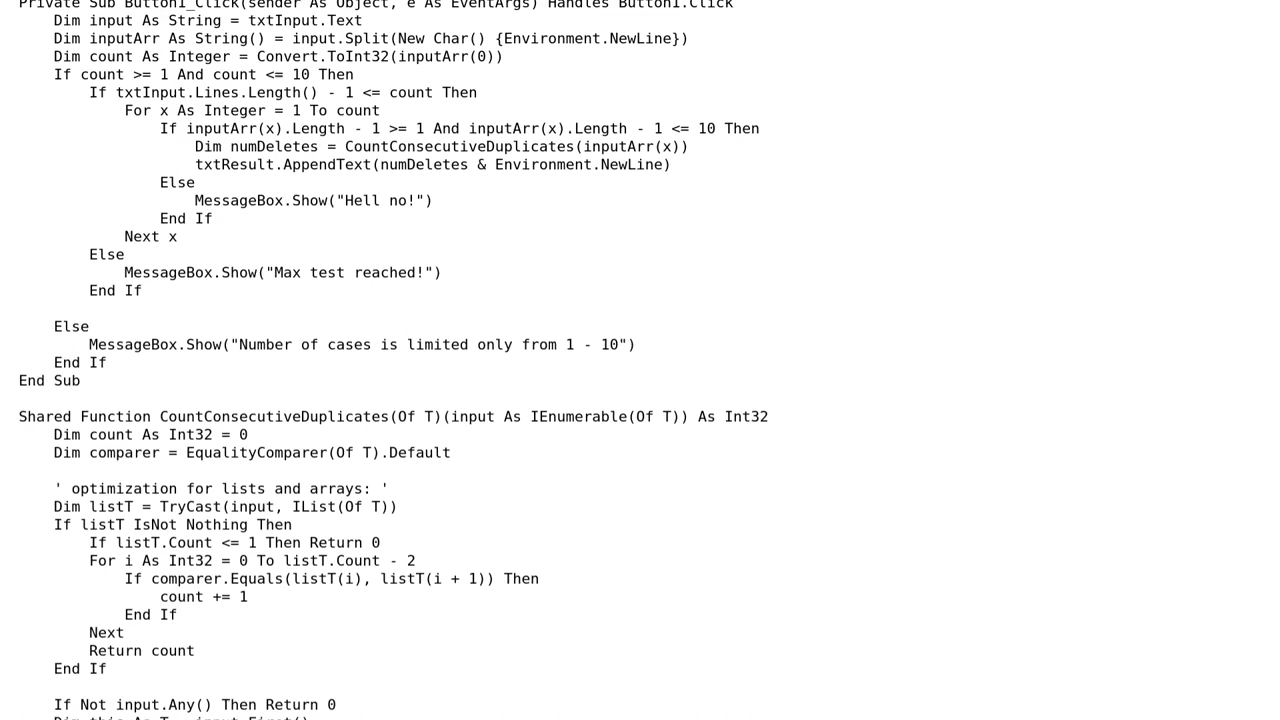 Private Sub Button1_Click(sender As Object, e As EventArgs) Handles Button1.Click
    Dim input As String = txtInput.Text
    Dim inputArr As String() = input.Split(New Char() {Environment.NewLine})
    Dim count As Integer = Convert.ToInt32(inputArr(0))
    If count >= 1 And count <= 10 Then
        If txtInput.Lines.Length() - 1 <= count Then
            For x As Integer = 1 To count
                If inputArr(x).Length - 1 >= 1 And inputArr(x).Length - 1 <= 10 Then
                    Dim numDeletes = CountConsecutiveDuplicates(inputArr(x))
                    txtResult.AppendText(numDeletes & Environment.NewLine)
                Else
                    MessageBox.Show("Hell no!")
                End If
            Next x
        Else
            MessageBox.Show("Max test reached!")
        End If

    Else
        MessageBox.Show("Number of cases is limited only from 1 - 10")
    End If
End Sub

Shared Function CountConsecutiveDuplicates(Of T)(input As IEnumerable(Of T)) As Int32
    Dim count As Int32 = 0
    Dim comparer = EqualityComparer(Of T).Default

    ' optimization for lists and arrays: '
    Dim listT = TryCast(input, IList(Of T))
    If listT IsNot Nothing Then
        If listT.Count <= 1 Then Return 0
        For i As Int32 = 0 To listT.Count - 2
            If comparer.Equals(listT(i), listT(i + 1)) Then
                count += 1
            End If
        Next
        Return count
    End If

    If Not input.Any() Then Return 0
    Dim this As T = input.First()